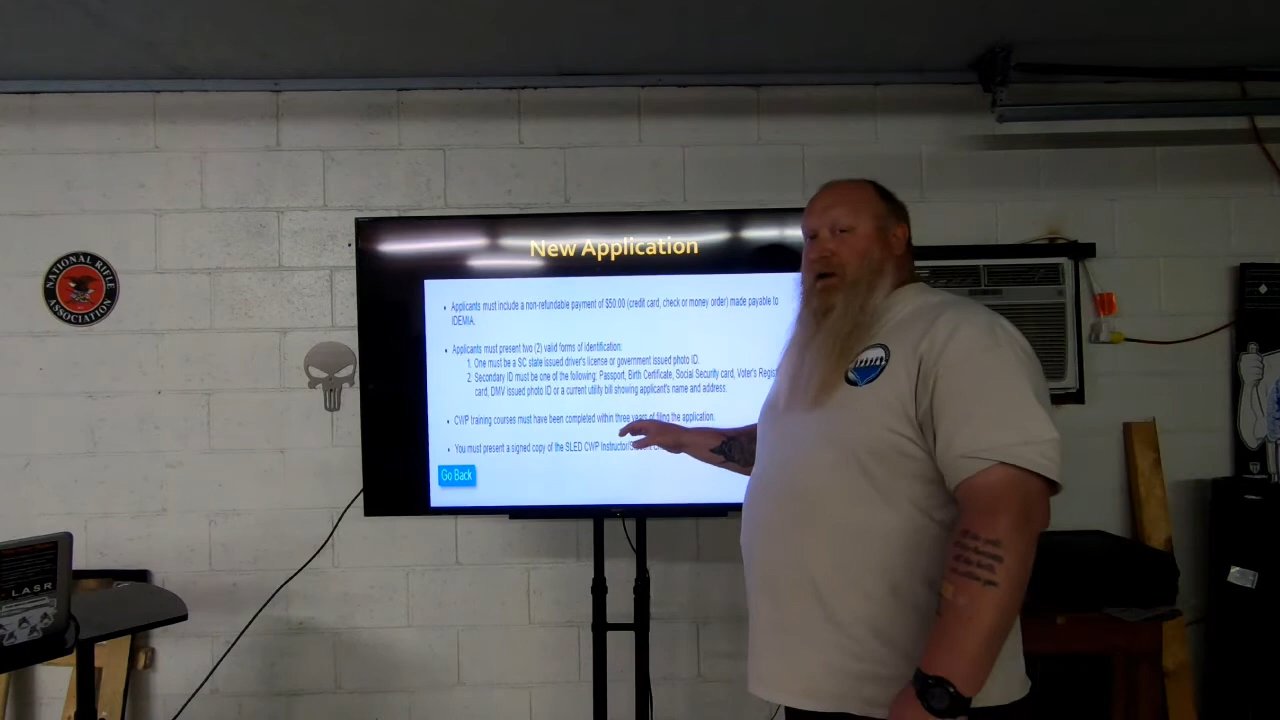 New Application
NATIONAL RIFLE
ASSOCIATION
• Applicants must include a non-refundable payment of $50.00 (credit card, check or money order) made payable to
IDEMIA.
• Applicants must present two (2) valid forms of identification:
1. One must be a SC state issued driver's license or government issued photo ID.
2. Secondary ID must be one of the following; Passport, Birth Certificate, Social Security card, Voter's
card, DMV issued photo ID or a current utility bill showing applicant's name and address.
• CWP training courses must have been completed within three years of filing the application.
• You must present a signed copy of the SLED CWP
Go Back
LASR